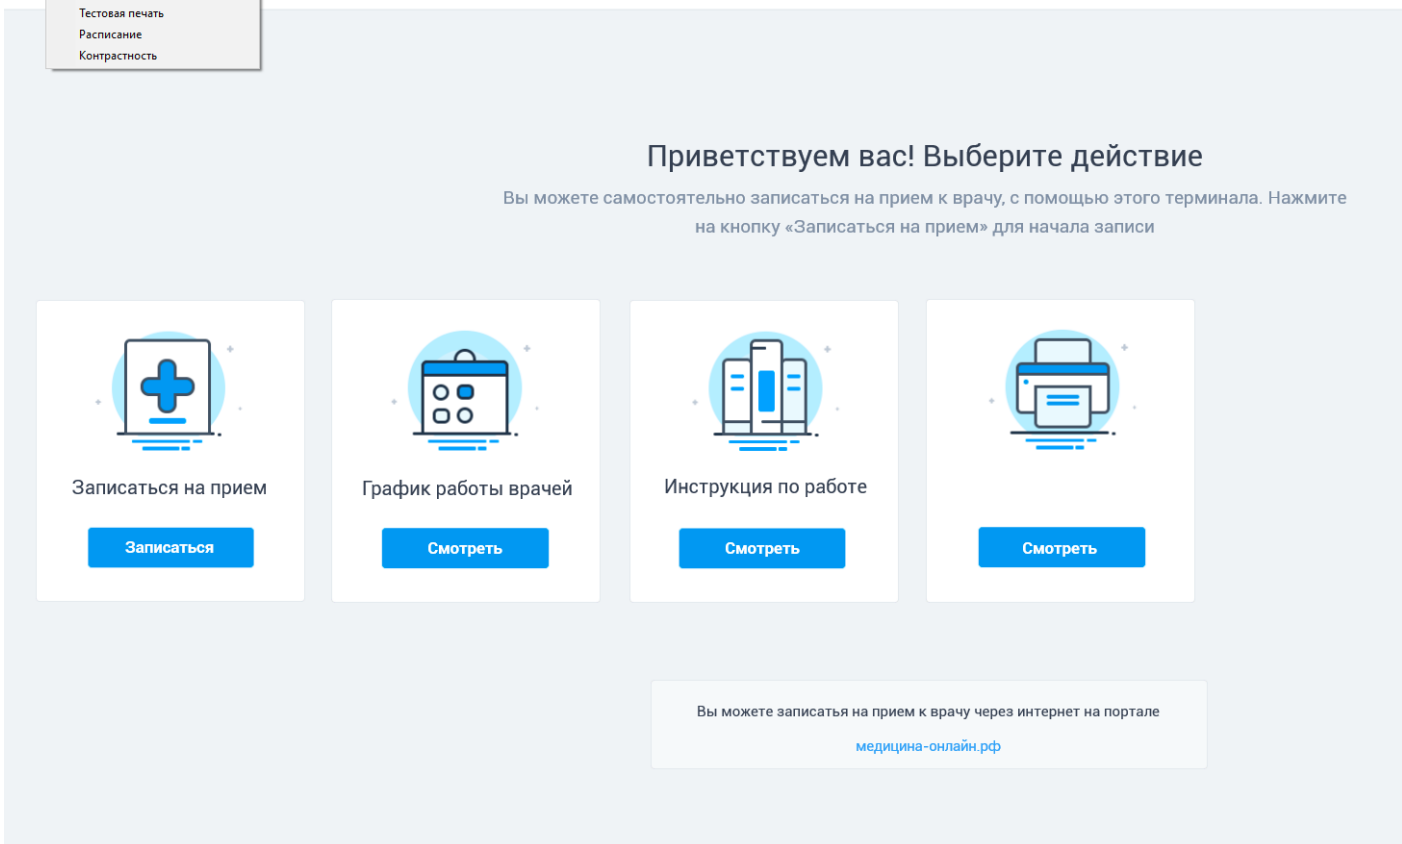 Тестовая печать
Расписание
Контрастность
Приветствуем вас! Выберите действие
Вы можете самостоятельно записаться на прием к врачу, с помощью этого терминала. Нажмите
на кнопку «Записаться на прием» для начала записи
Записаться на прием
Записаться
График работы врачей
Смотреть
Инструкция по работе
Смотреть
Смотреть
Вы можете записатья на прием к врачу через интернет на портале
медицина-онлайн.рф